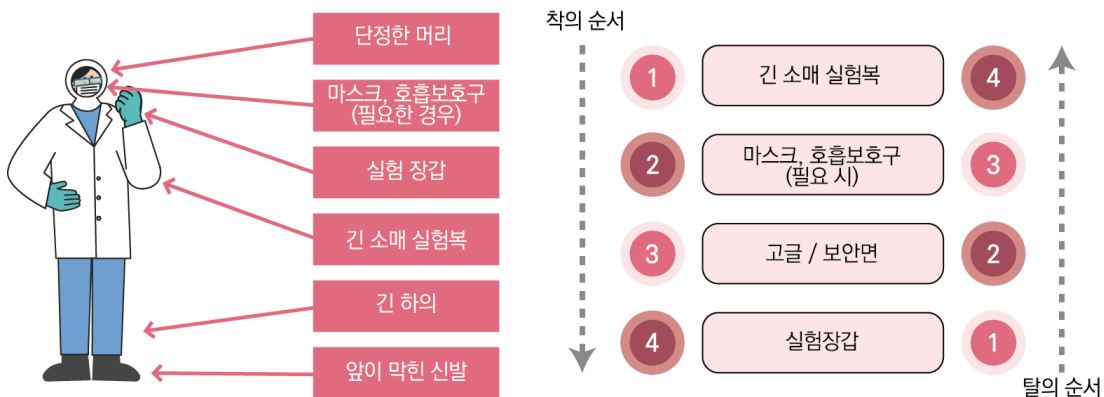 단정한 머리
마스크, 호흡보호구
(필요한 경우)
실험 장갑
긴 소매 실험복
긴 하의
앞이 막힌 신발
착의 순서
1
긴 소매 실험복
4
2
마스크, 호흡보호구
(필요 시)
3
3
고글 / 보안면
2
4
실험장갑
1
탈의 순서